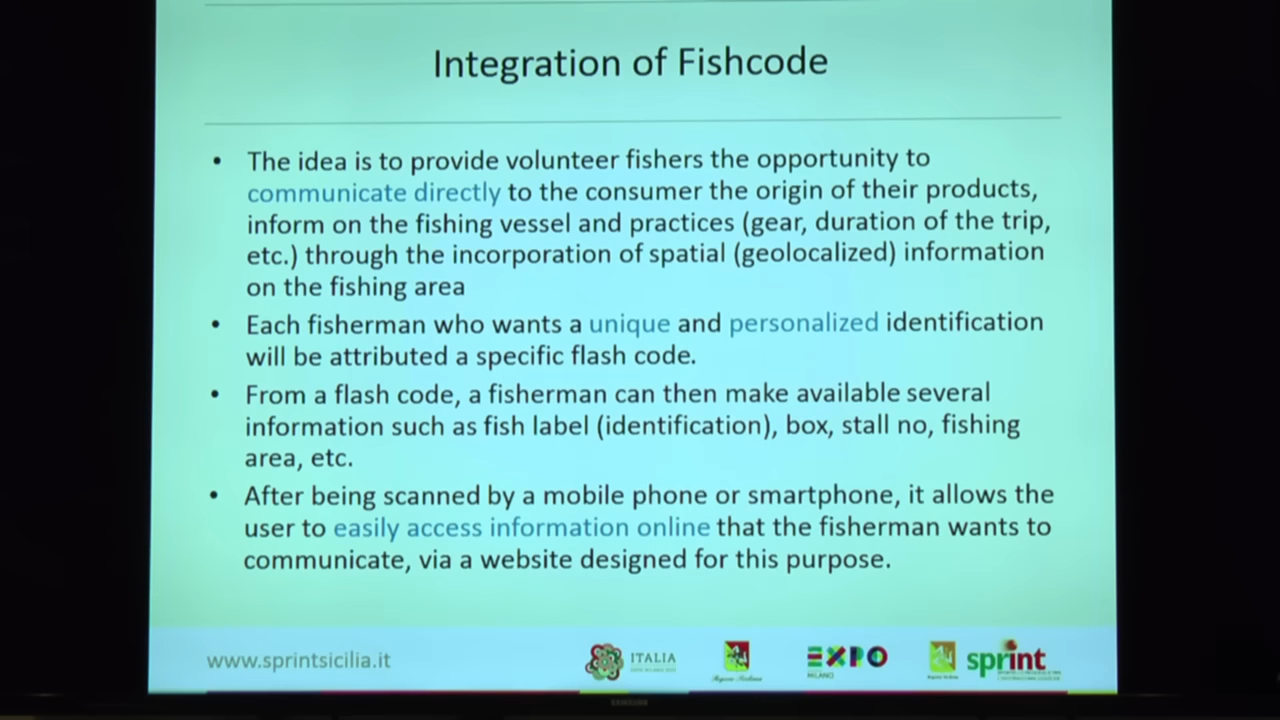 Integration of Fishcode
• The idea is to provide volunteer fishers the opportunity to
communicate directly to the consumer the origin of their products,
inform on the fishing vessel and practices (gear, duration of the trip,
etc.) through the incorporation of spatial (geolocalized) information
on the fishing area
• Each fisherman who wants a unique and personalized identification
will be attributed a specific flash code.
• From a flash code, a fisherman can then make available several
information such as fish label (identification), box, stall no, fishing
area, etc.
• After being scanned by a mobile phone or smartphone, it allows the
user to easily access information online that the fisherman wants to
communicate, via a website designed for this purpose.
www.sprintsicilia.it
ITALIA
Regione Siciliana
EXPO
MILANO
sprint
SAMSUNG